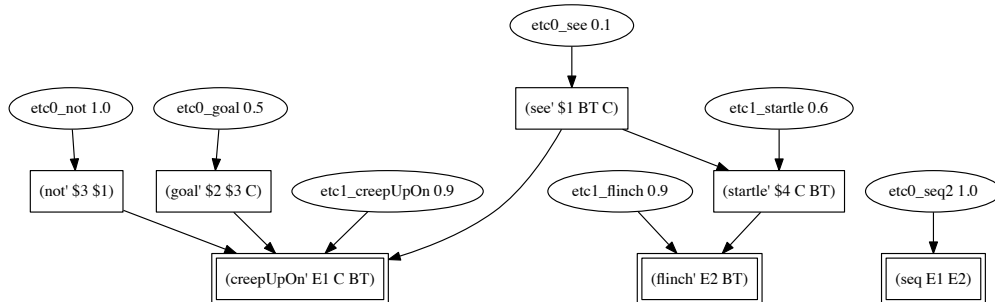 etc0_see 0.1
etc0_not 1.0
etc0_goal 0.5
(see' $1 BT C)
etc1_startle 0.6
(not' $3 $1)
(goal' $2 $3 C)
etc1_creepUpOn 0.9
etc1_flinch 0.9
(startle' $4 C BT)
etc0_seq2 1.0
(creepUpOn' E1 C BT)
(flinch' E2 BT)
(seq E1 E2)